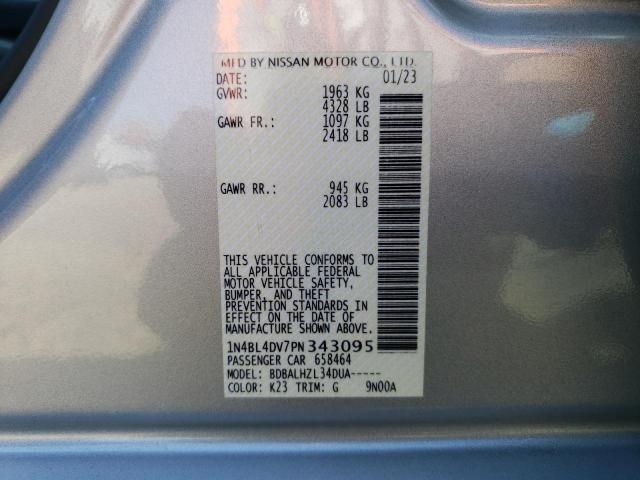 MFD BY NISSAN MOTOR CO., LTD.
DATE: 01/23
GVWR: 1963 KG
4328 LB
GAWR FR.: 1097 KG
2418 LB
GAWR RR.: 945 KG
2083 LB
THIS VEHICLE CONFORMS TO
ALL APPLICABLE FEDERAL
MOTOR VEHICLE SAFETY,
BUMPER, AND THEFT
PREVENTION STANDARDS IN
EFFECT ON THE DATE OF
MANUFACTURE SHOWN ABOVE.
1N4BL4DV7PN343095
PASSENGER CAR 658464
MODEL: BDBALHZL34DUA-----
COLOR: K23 TRIM: G 9N00A